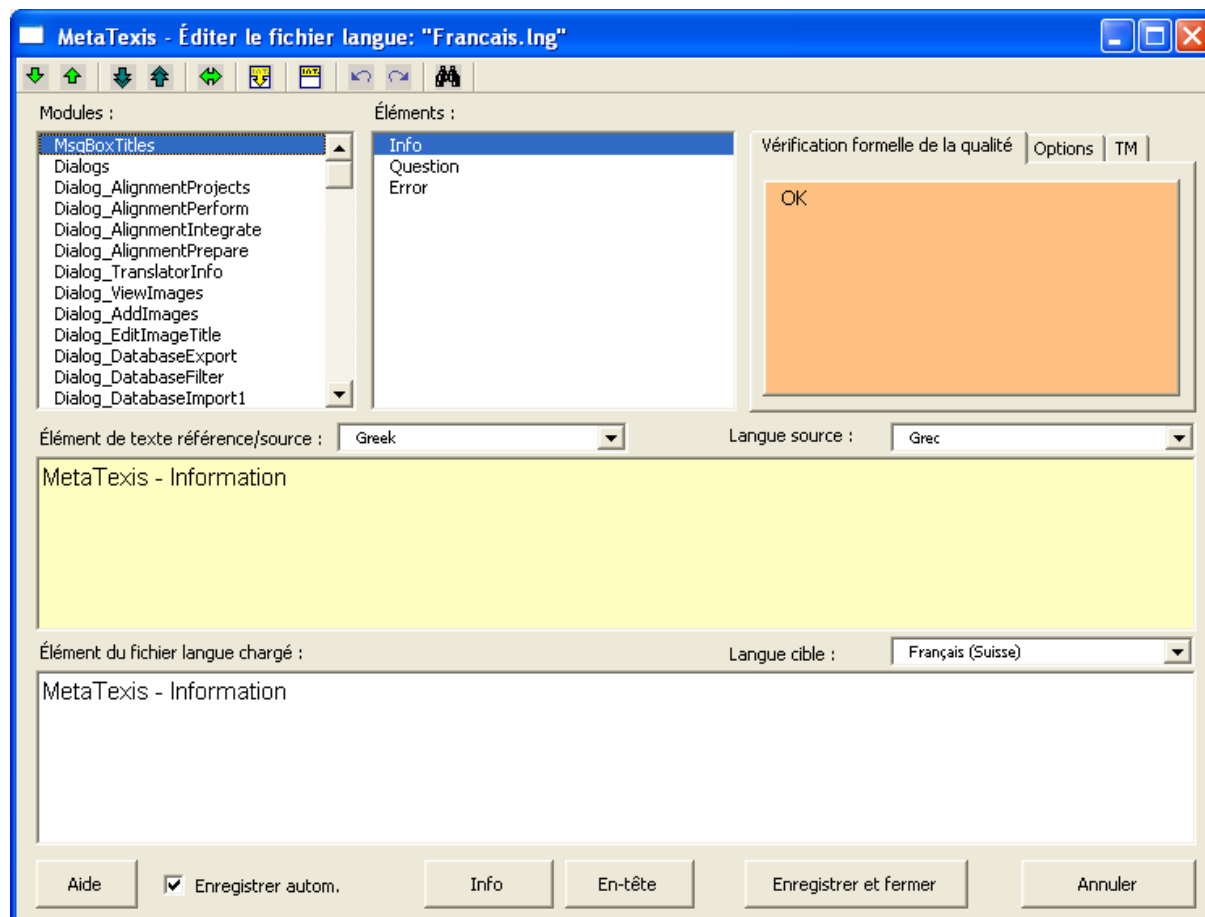 MetaTexis - Éditer le fichier langue: "Francais.lng"
Modules :
Éléments :
MsgBoxTitles
Dialogs
Dialog_AlignmentProjects
Dialog_AlignmentPerform
Dialog_AlignmentIntegrate
Dialog_AlignmentPrepare
Dialog_TranslatorInfo
Dialog_ViewImages
Dialog_AddImages
Dialog_EditImageTitle
Dialog_DatabaseExport
Dialog_DatabaseFilter
Dialog_DatabaseImport1
Info
Question
Error
Vérification formelle de la qualité Options TM
OK
Élément de texte référence/source : Greek Langue source : Grec
MetaTexis - Information
Élément du fichier langue chargé : Langue cible : Français (Suisse)
MetaTexis - Information
Aide Enregistrer autom. Info En-tête Enregistrer et fermer Annuler